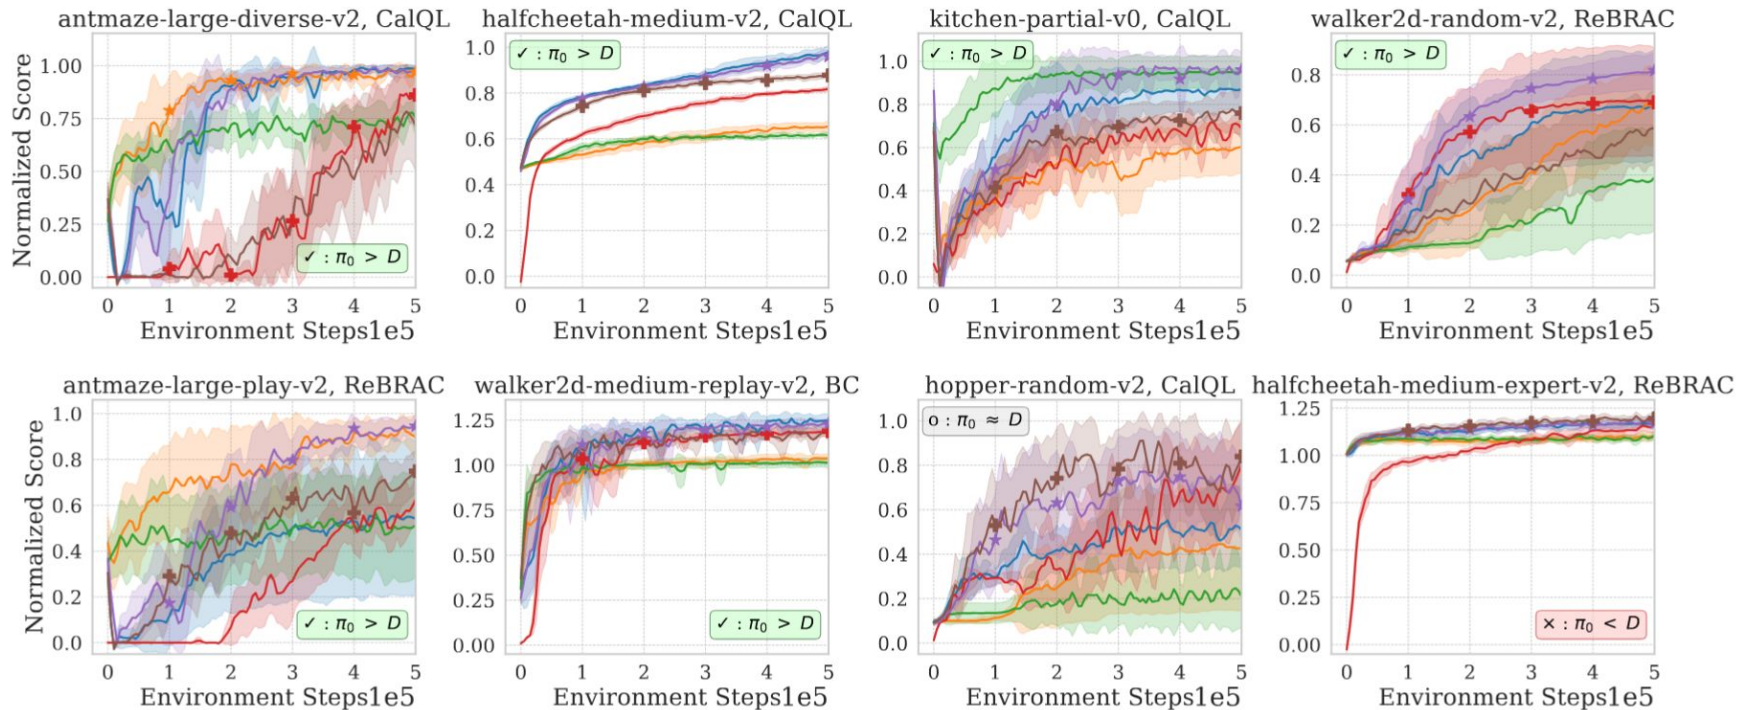 antmaze-large-diverse-v2, CalQL
Normalized Score
1.00
0.75
0.50
0.25
0.00
✓ : π₀ > D
0 1 2 3 4 5
Environment Steps1e5
halfcheetah-medium-v2, CalQL
1.0
0.8
0.6
0.4
0.2
0.0
✓ : π₀ > D
0 1 2 3 4 5
Environment Steps1e5
kitchen-partial-v0, CalQL
1.0
0.8
0.6
0.4
0.2
0.0
✓ : π₀ > D
0 1 2 3 4 5
Environment Steps1e5
walker2d-random-v2, ReBRAC
0.8
0.6
0.4
0.2
0.0
✓ : π₀ > D
0 1 2 3 4 5
Environment Steps1e5
antmaze-large-play-v2, ReBRAC
Normalized Score
1.0
0.8
0.6
0.4
0.2
0.0
✓ : π₀ > D
0 1 2 3 4 5
Environment Steps1e5
walker2d-medium-replay-v2, BC
1.25
1.00
0.75
0.50
0.25
0.00
✓ : π₀ > D
0 1 2 3 4 5
Environment Steps1e5
hopper-random-v2, CalQL
1.0
0.8
0.6
0.4
0.2
0.0
o : π₀ ≈ D
0 1 2 3 4 5
Environment Steps1e5
halfcheetah-medium-expert-v2, ReBRAC
1.25
1.00
0.75
0.50
0.25
0.00
× : π₀ < D
0 1 2 3 4 5
Environment Steps1e5